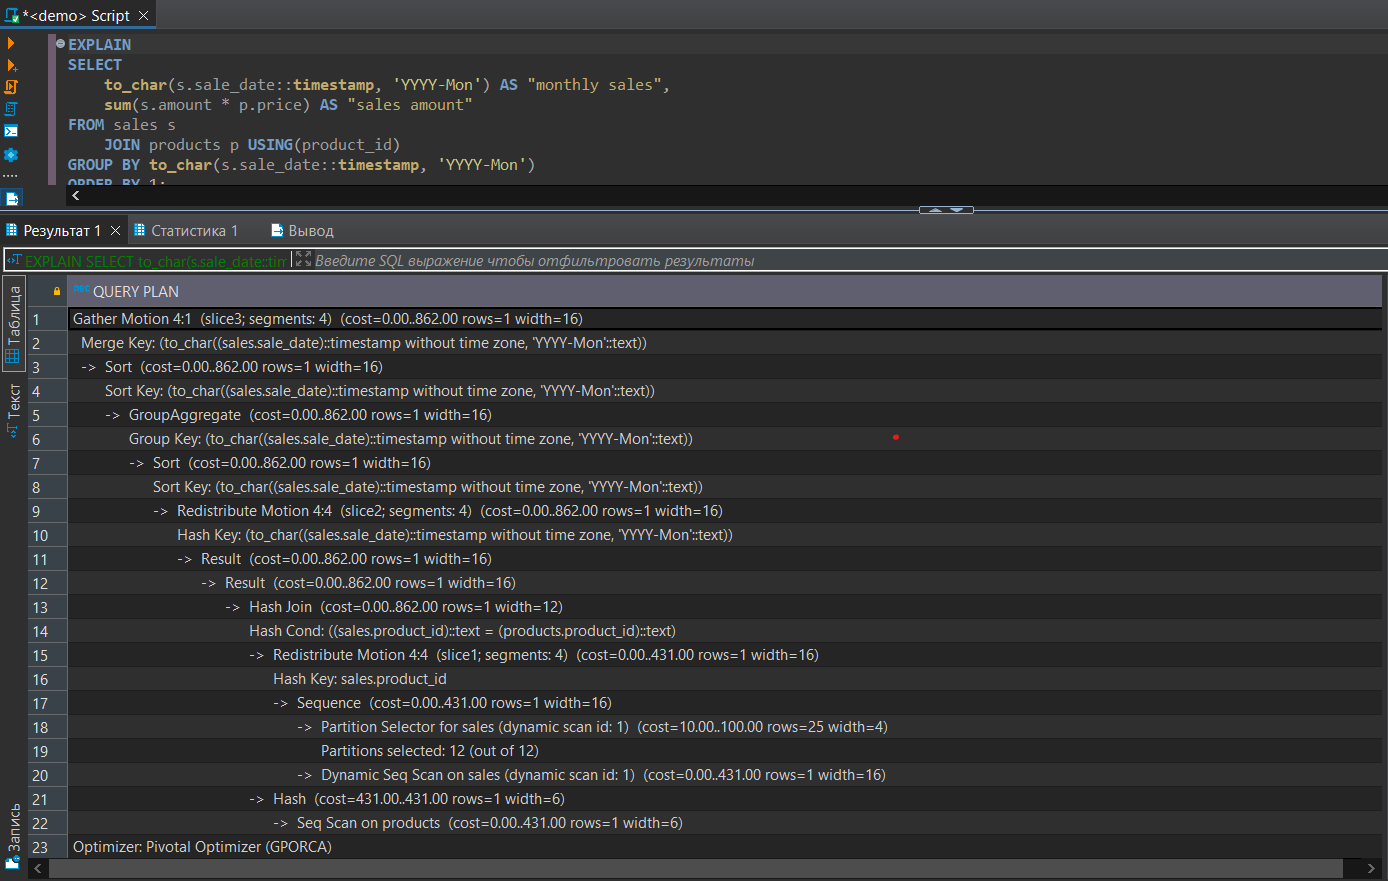 *<demo> Script
EXPLAIN
SELECT
to_char(s.sale_date::timestamp, 'YYYY-Mon') AS "monthly sales",
sum(s.amount * p.price) AS "sales amount"
FROM sales s
JOIN products p USING(product_id)
GROUP BY to_char(s.sale_date::timestamp, 'YYYY-Mon')
ORDER BY 1;
Результат 1
Статистика 1
Вывод
EXPLAIN SELECT to_char(s.sale_date::tim
Введите SQL выражение чтобы отфильтровать результаты
Таблица
Текст
Запись
QUERY PLAN
1 Gather Motion 4:1 (slice3; segments: 4) (cost=0.00..862.00 rows=1 width=16)
2 Merge Key: (to_char((sales.sale_date)::timestamp without time zone, 'YYYY-Mon'::text))
3 -> Sort (cost=0.00..862.00 rows=1 width=16)
4 Sort Key: (to_char((sales.sale_date)::timestamp without time zone, 'YYYY-Mon'::text))
5 -> GroupAggregate (cost=0.00..862.00 rows=1 width=16)
6 Group Key: (to_char((sales.sale_date)::timestamp without time zone, 'YYYY-Mon'::text))
7 -> Sort (cost=0.00..862.00 rows=1 width=16)
8 Sort Key: (to_char((sales.sale_date)::timestamp without time zone, 'YYYY-Mon'::text))
9 -> Redistribute Motion 4:4 (slice2; segments: 4) (cost=0.00..862.00 rows=1 width=16)
10 Hash Key: (to_char((sales.sale_date)::timestamp without time zone, 'YYYY-Mon'::text))
11 -> Result (cost=0.00..862.00 rows=1 width=16)
12 -> Result (cost=0.00..862.00 rows=1 width=16)
13 -> Hash Join (cost=0.00..862.00 rows=1 width=12)
14 Hash Cond: ((sales.product_id)::text = (products.product_id)::text)
15 -> Redistribute Motion 4:4 (slice1; segments: 4) (cost=0.00..431.00 rows=1 width=16)
16 Hash Key: sales.product_id
17 -> Sequence (cost=0.00..431.00 rows=1 width=16)
18 -> Partition Selector for sales (dynamic scan id: 1) (cost=10.00..100.00 rows=25 width=4)
19 Partitions selected: 12 (out of 12)
20 -> Dynamic Seq Scan on sales (dynamic scan id: 1) (cost=0.00..431.00 rows=1 width=16)
21 -> Hash (cost=431.00..431.00 rows=1 width=6)
22 -> Seq Scan on products (cost=0.00..431.00 rows=1 width=6)
23 Optimizer: Pivotal Optimizer (GPORCA)